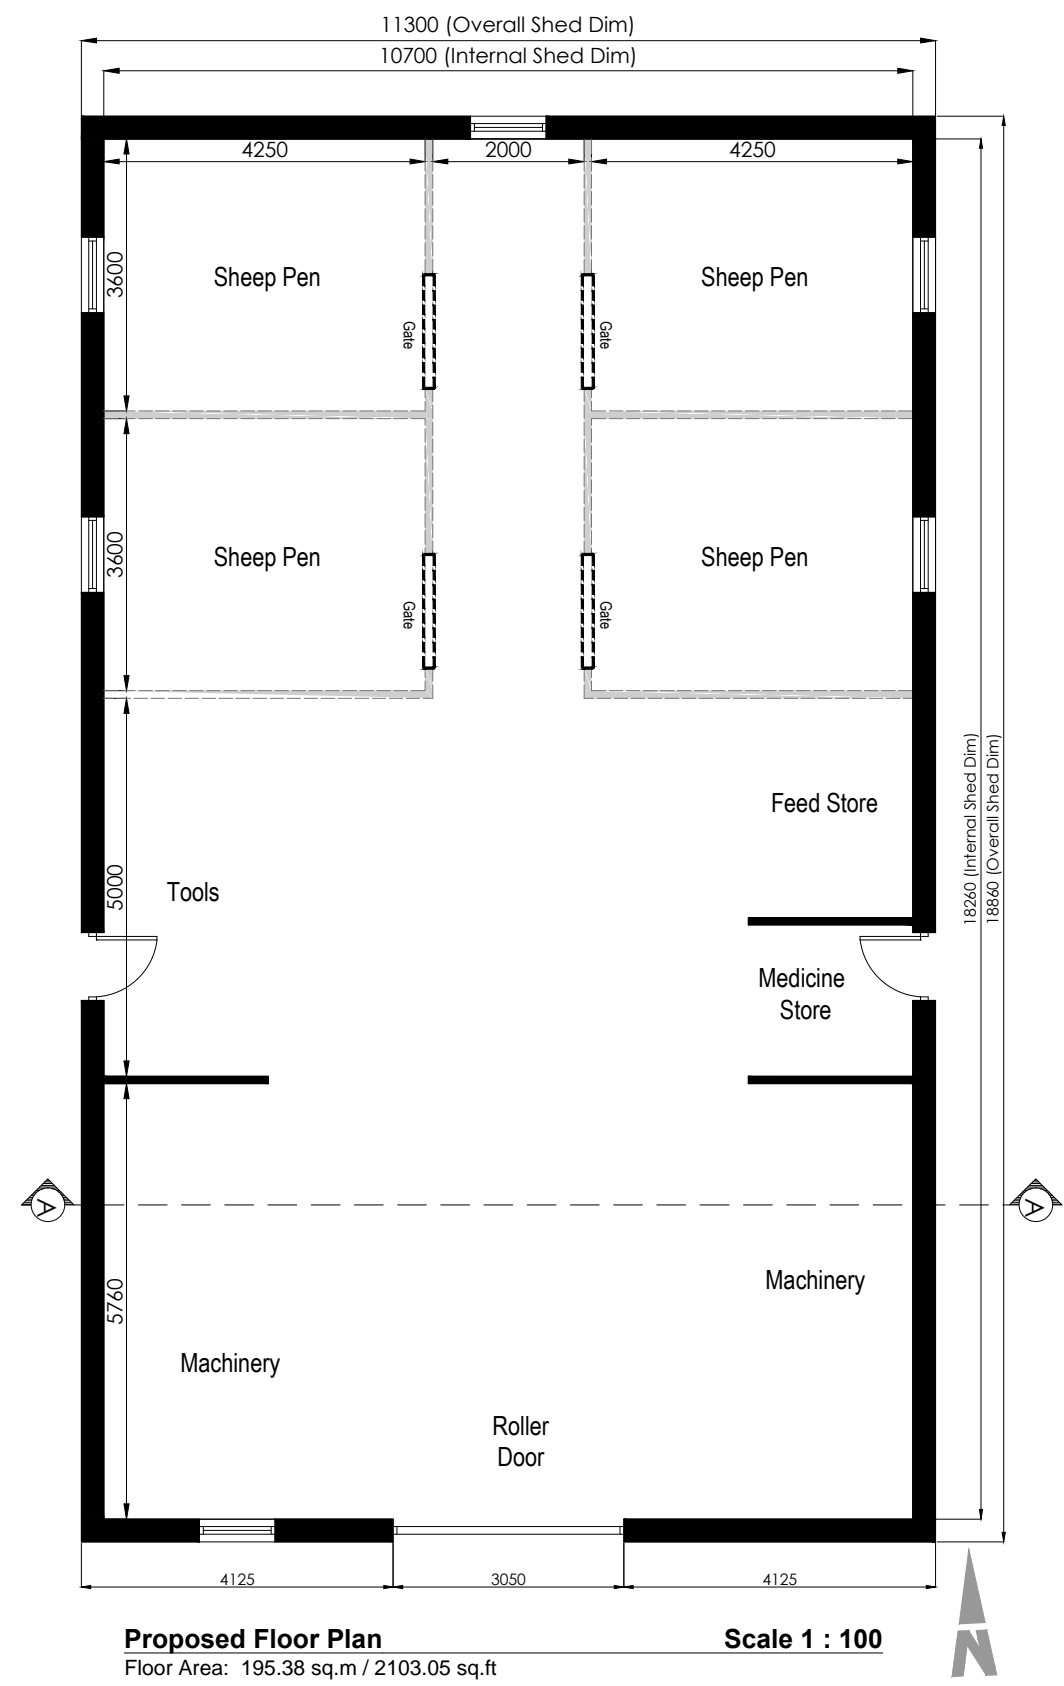 11300 (Overall Shed Dim)
10700 (Internal Shed Dim)
4250
2000
4250
3600
Sheep Pen
Sheep Pen
Gate
Gate
3600
Sheep Pen
Sheep Pen
Gate
Gate
18260 (Internal Shed Dim)
18860 (Overall Shed Dim)
Feed Store
5000
Tools
Medicine
Store
A
A
5760
Machinery
Machinery
Roller
Door
4125
3050
4125
Proposed Floor Plan
Scale 1 : 100
Floor Area: 195.38 sq.m / 2103.05 sq.ft
N